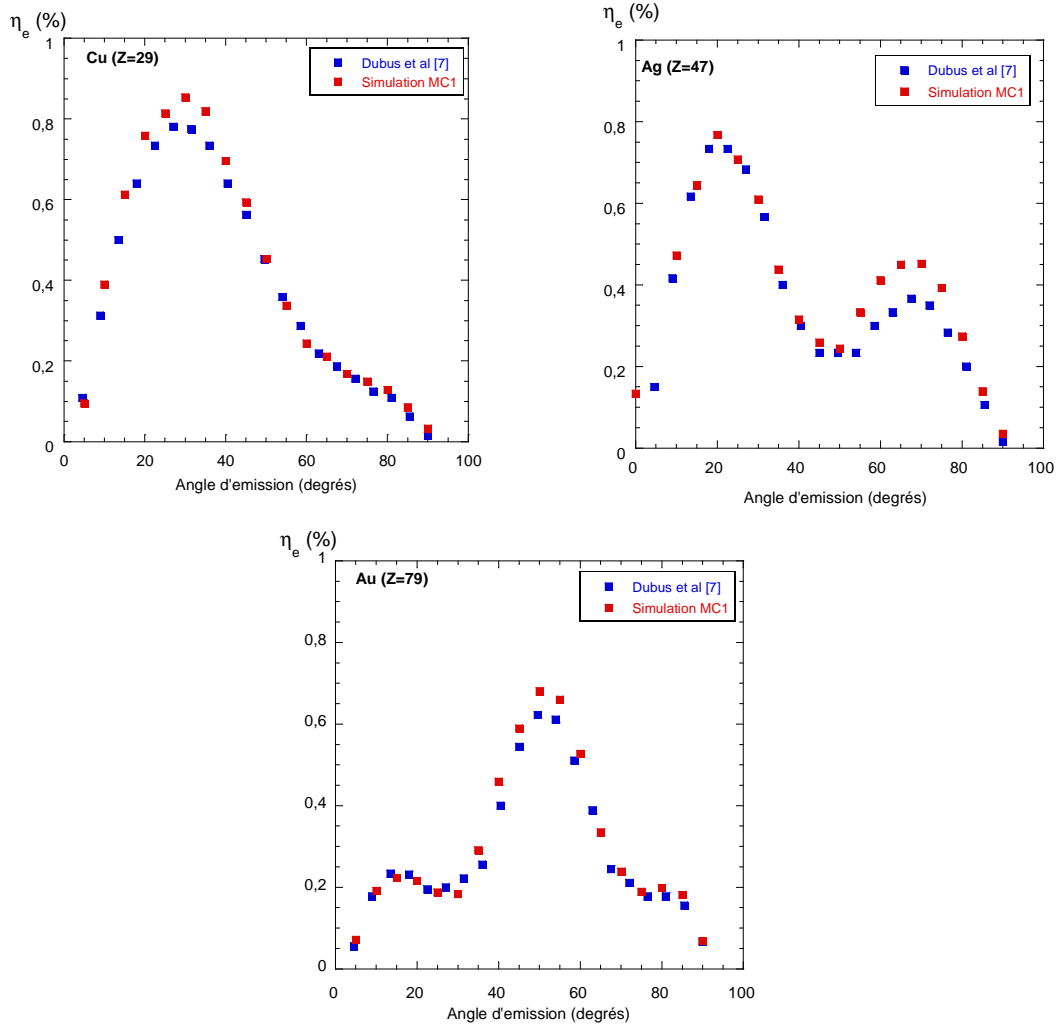 η_e (%)
1
Cu (Z=29)
Dubus et al [7]
Simulation MC1
0,8
0,6
0,4
0,2
0
0 20 40 60 80 100
Angle d'emission (degrés)
η_e (%)
1
Ag (Z=47)
Dubus et al [7]
Simulation MC1
0,8
0,6
0,4
0,2
0
0 20 40 60 80 100
Angle d'emission (degrés)
η_e (%)
1
Au (Z=79)
Dubus et al [7]
Simulation MC1
0,8
0,6
0,4
0,2
0
0 20 40 60 80 100
Angle d'emission (degrés)